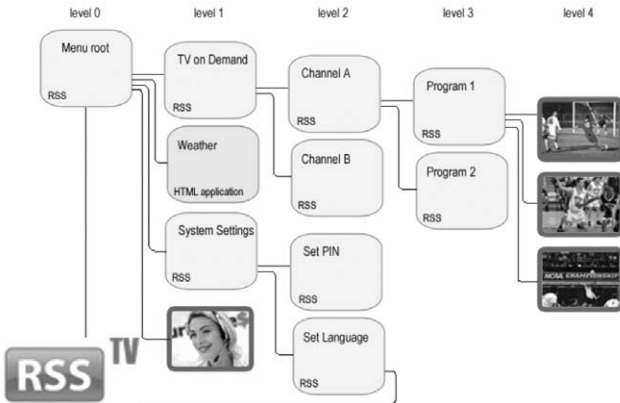 level 0
level 1
level 2
level 3
level 4
Menu root
RSS
TV on Demand
RSS
Channel A
RSS
Program 1
RSS
Weather
HTML application
Channel B
RSS
Program 2
RSS
System Settings
RSS
Set PIN
RSS
Set Language
RSS
NCAA CHAMPIONSHIP
RSS
TV